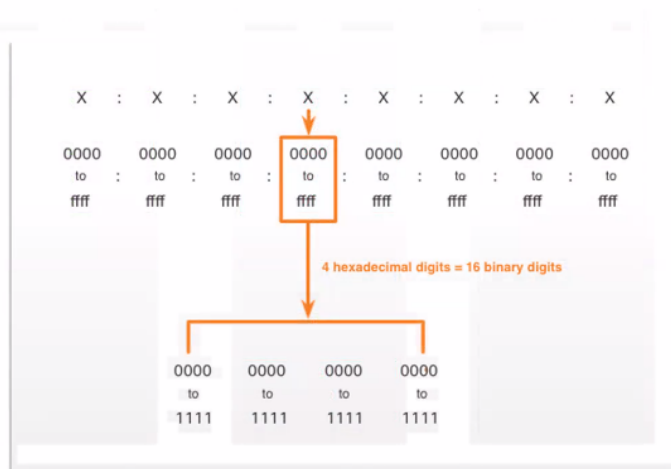 X : X : X : X : X : X : X : X
0000 0000 0000 0000 0000 0000 0000 0000
to : to : to : to : to : to : to : to
ffff ffff ffff ffff ffff ffff ffff ffff
4 hexadecimal digits = 16 binary digits
0000 0000 0000 0000
to to to to
1111 1111 1111 1111